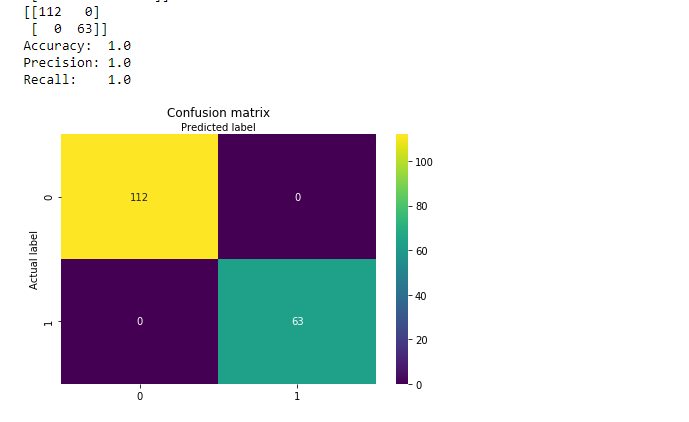 [[112   0]
 [  0  63]]
Accuracy:  1.0
Precision: 1.0
Recall:    1.0
Confusion matrix
Predicted label
112 0
0 63
0
1
Actual label
0 1
100
80
60
40
20
0